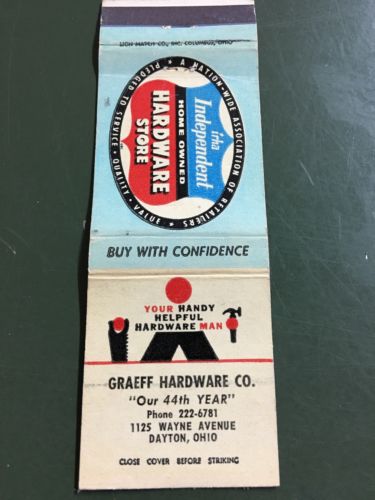 LION MATCH CO., INC. COLUMBUS, OHIO
★ A NATION-WIDE ASSOCIATION OF RETAILERS ★
PLEDGED TO SERVICE • QUALITY • VALUE
irha
Independent
HOME OWNED
HARDWARE
STORE
BUY WITH CONFIDENCE
YOUR HANDY
HELPFUL
HARDWARE MAN
GRAEFF HARDWARE CO.
"Our 44th YEAR"
Phone 222-6781
1125 WAYNE AVENUE
DAYTON, OHIO
CLOSE COVER BEFORE STRIKING